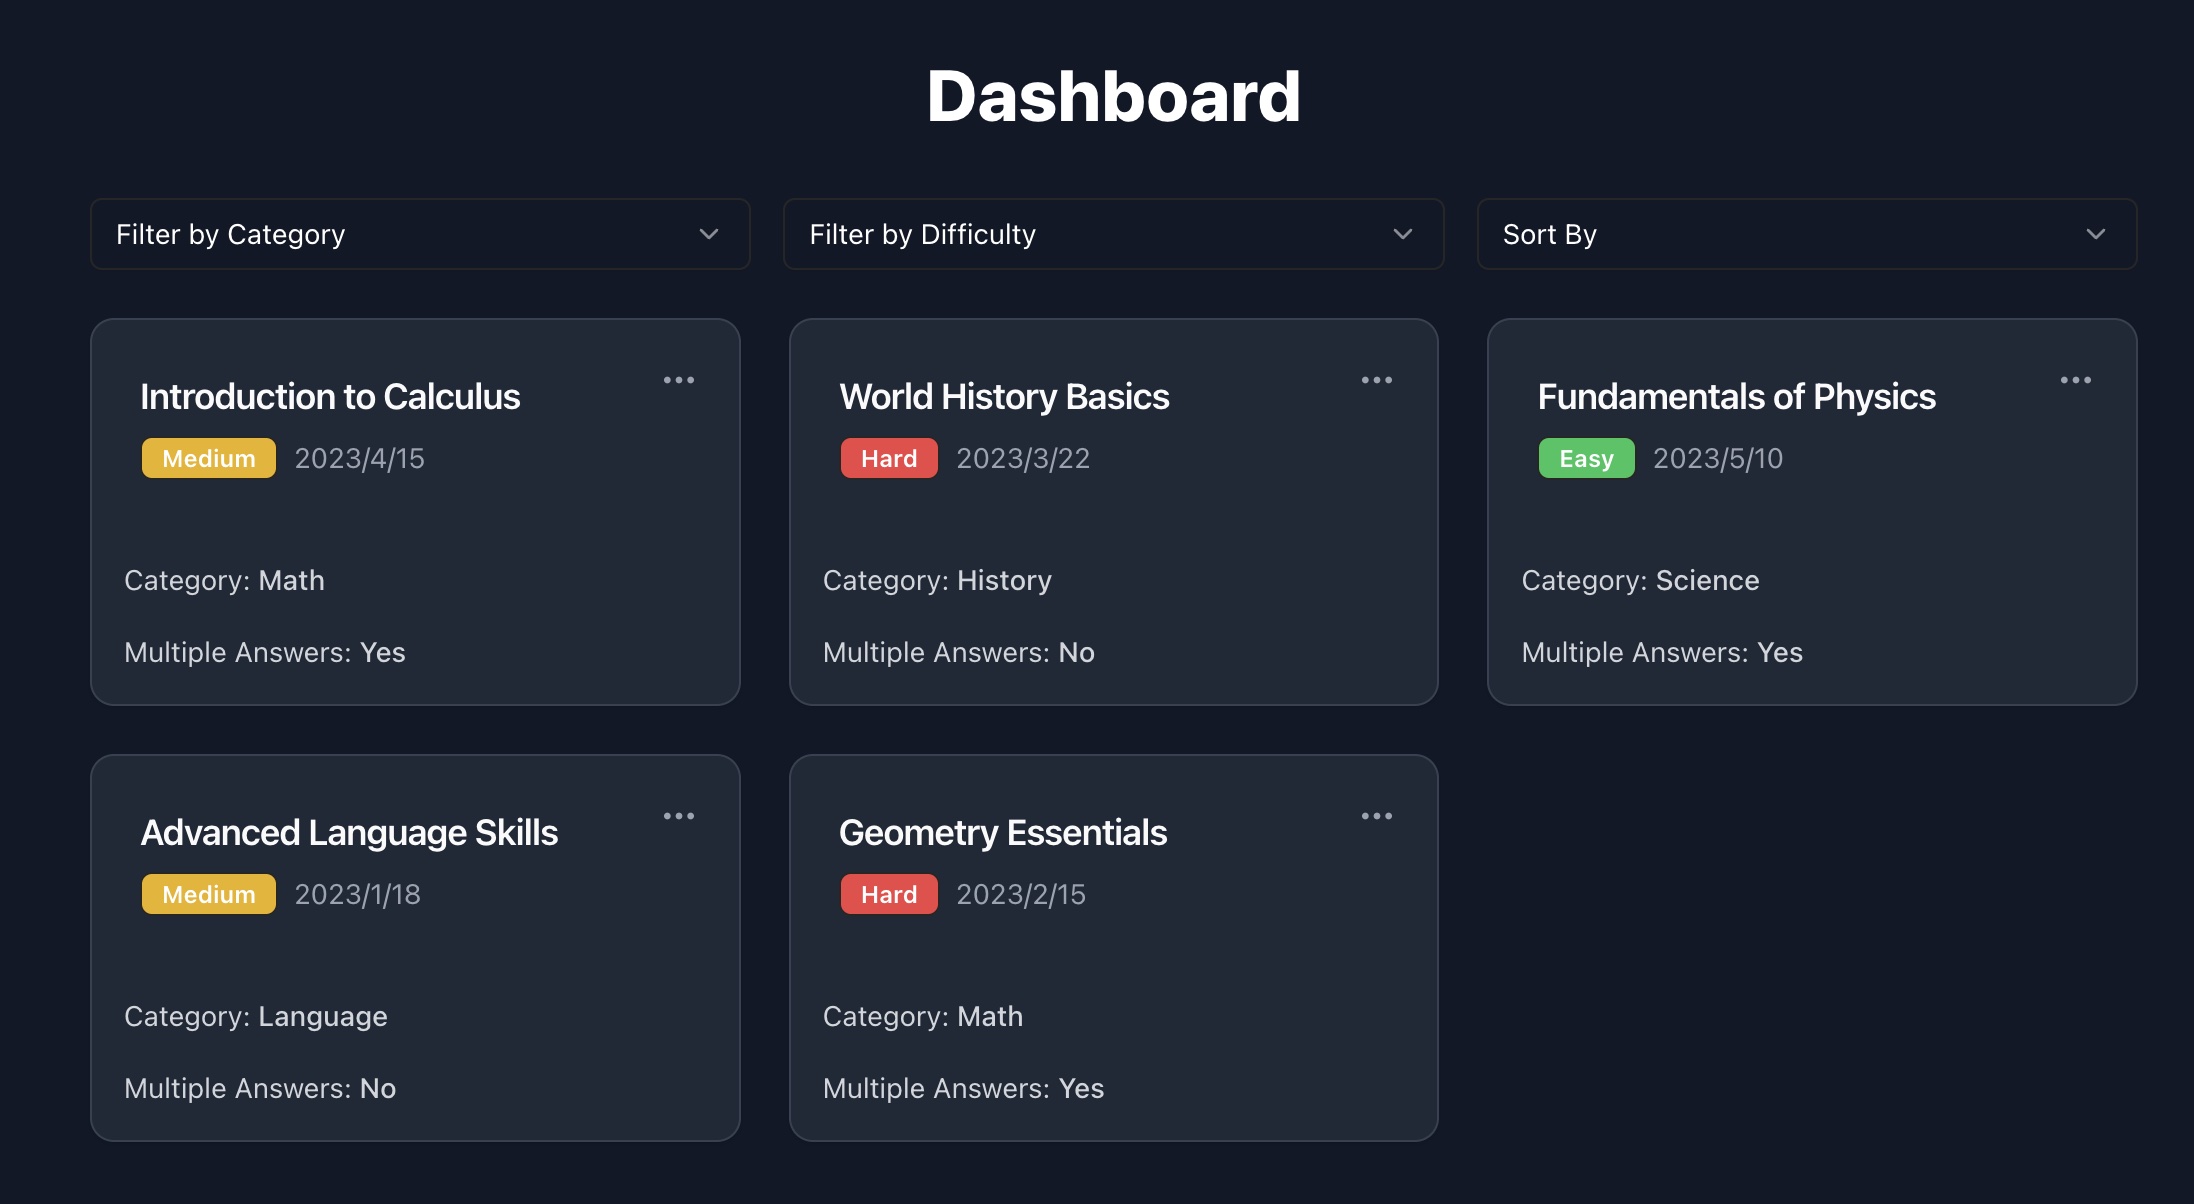 Dashboard
Filter by Category
Filter by Difficulty
Sort By
Introduction to Calculus
Medium 2023/4/15
Category: Math
Multiple Answers: Yes
World History Basics
Hard 2023/3/22
Category: History
Multiple Answers: No
Fundamentals of Physics
Easy 2023/5/10
Category: Science
Multiple Answers: Yes
Advanced Language Skills
Medium 2023/1/18
Category: Language
Multiple Answers: No
Geometry Essentials
Hard 2023/2/15
Category: Math
Multiple Answers: Yes